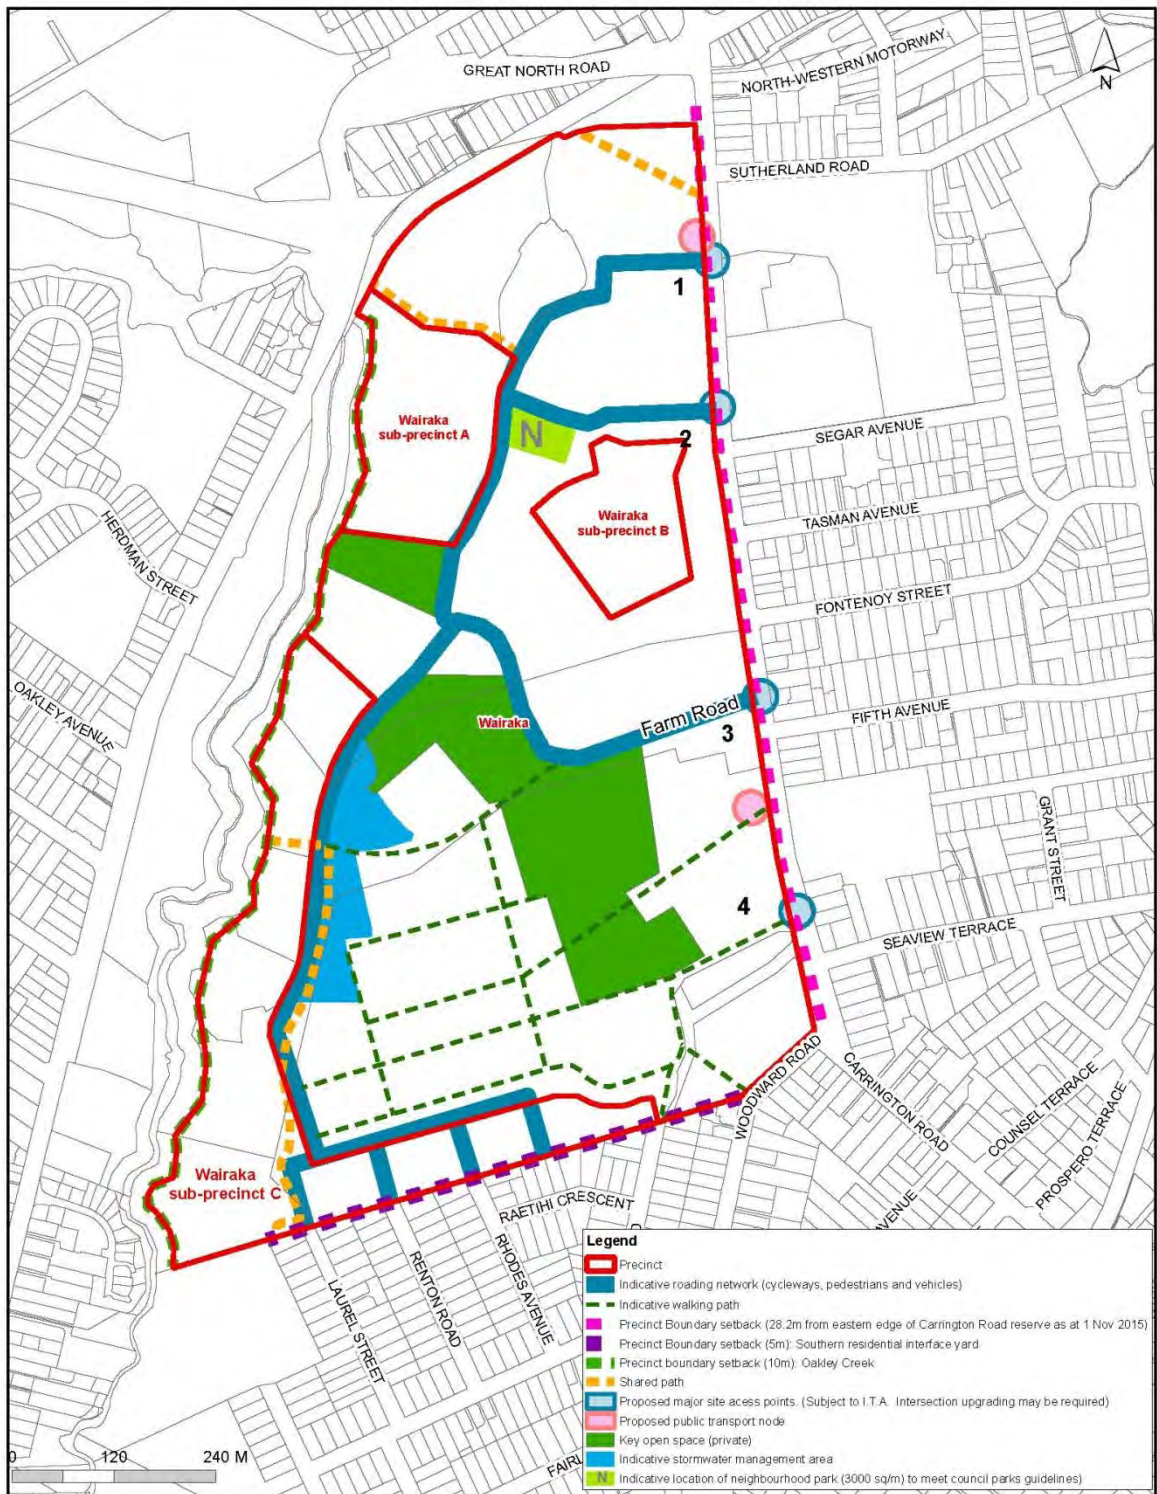 GREAT NORTH ROAD
NORTH-WESTERN MOTORWAY
N
SUTHERLAND ROAD
1
Wairaka
sub-precinct A
N
2
SEGAR AVENUE
Wairaka
sub-precinct B
TASMAN AVENUE
HERDMAN STREET
FONTENOY STREET
OAKLEY AVENUE
Wairaka
Farm Road
FIFTH AVENUE
3
GRANT STREET
4
SEAVIEW TERRACE
WOODWARD ROAD
CARRINGTON ROAD
COUNSEL TERRACE
PROSPERO TERRACE
Wairaka
sub-precinct C
RAETIHI CRESCENT
AVENUE
RHODES AVENUE
RENTON ROAD
LAUREL STREET
Legend
Precinct
Indicative roading network (cycleways, pedestrians and vehicles)
Indicative walking path
Precinct Boundary setback (28.2m from eastern edge of Carrington Road reserve as at 1 Nov 2015)
Precinct Boundary setback (5m): Southern residential interface yard
Precinct boundary setback (10m): Oakley Creek
Shared path
Proposed major site acess points. (Subject to I.T.A. Intersection upgrading may be required)
Proposed public transport node
Key open space (private)
Indicative stormwater management area
N Indicative location of neighbourhood park (3000 sq/m) to meet council parks guidelines)
0 120 240 M